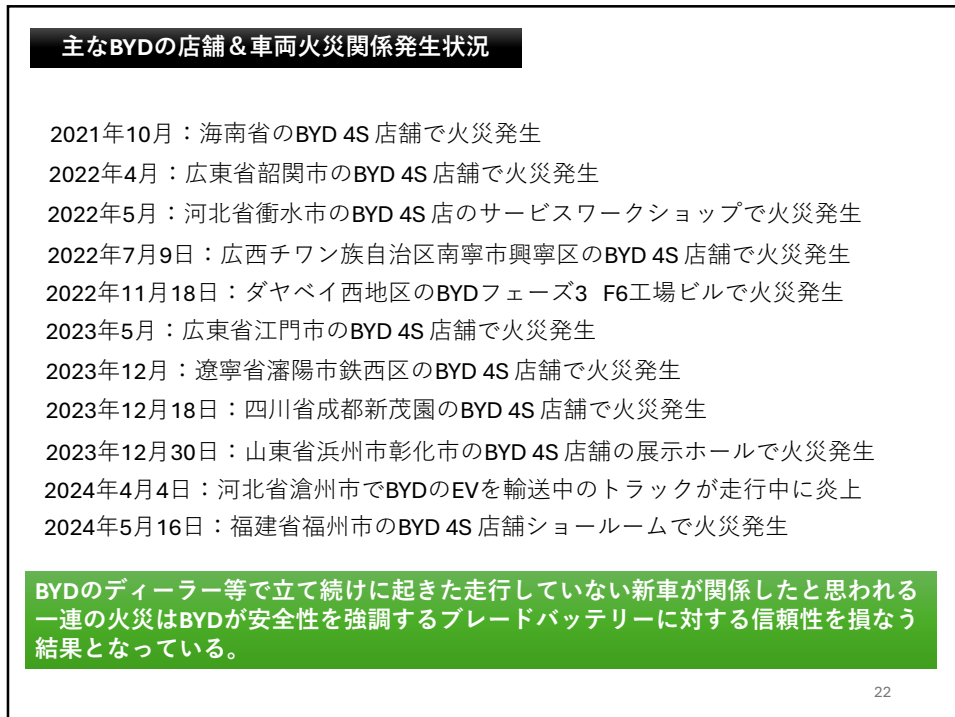 主なBYDの店舗＆車両火災関係発生状況
2021年10月：海南省のBYD 4S 店舗で火災発生
2022年4月：広東省韶関市のBYD 4S 店舗で火災発生
2022年5月：河北省衝水市のBYD 4S 店のサービスワークショップで火災発生
2022年7月9日：広西チワン族自治区南寧市興寧区のBYD 4S 店舗で火災発生
2022年11月18日：ダヤベイ西地区のBYDフェーズ3 F6工場ビルで火災発生
2023年5月：広東省江門市のBYD 4S 店舗で火災発生
2023年12月：遼寧省瀋陽市鉄西区のBYD 4S 店舗で火災発生
2023年12月18日：四川省成都新茂園のBYD 4S 店舗で火災発生
2023年12月30日：山東省浜州市彰化市のBYD 4S 店舗の展示ホールで火災発生
2024年4月4日：河北省滄州市でBYDのEVを輸送中のトラックが走行中に炎上
2024年5月16日：福建省福州市のBYD 4S 店舗ショールームで火災発生
BYDのディーラー等で立て続けに起きた走行していない新車が関係したと思われる
一連の火災はBYDが安全性を強調するブレードバッテリーに対する信頼性を損なう
結果となっている。
22